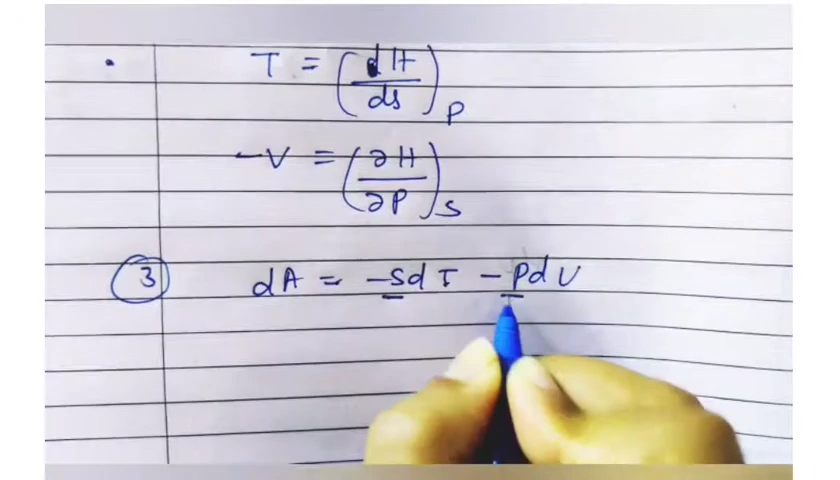 T = (dH/ds)_P
-V = (∂H/∂P)_S
3 dA = -SdT -PdV